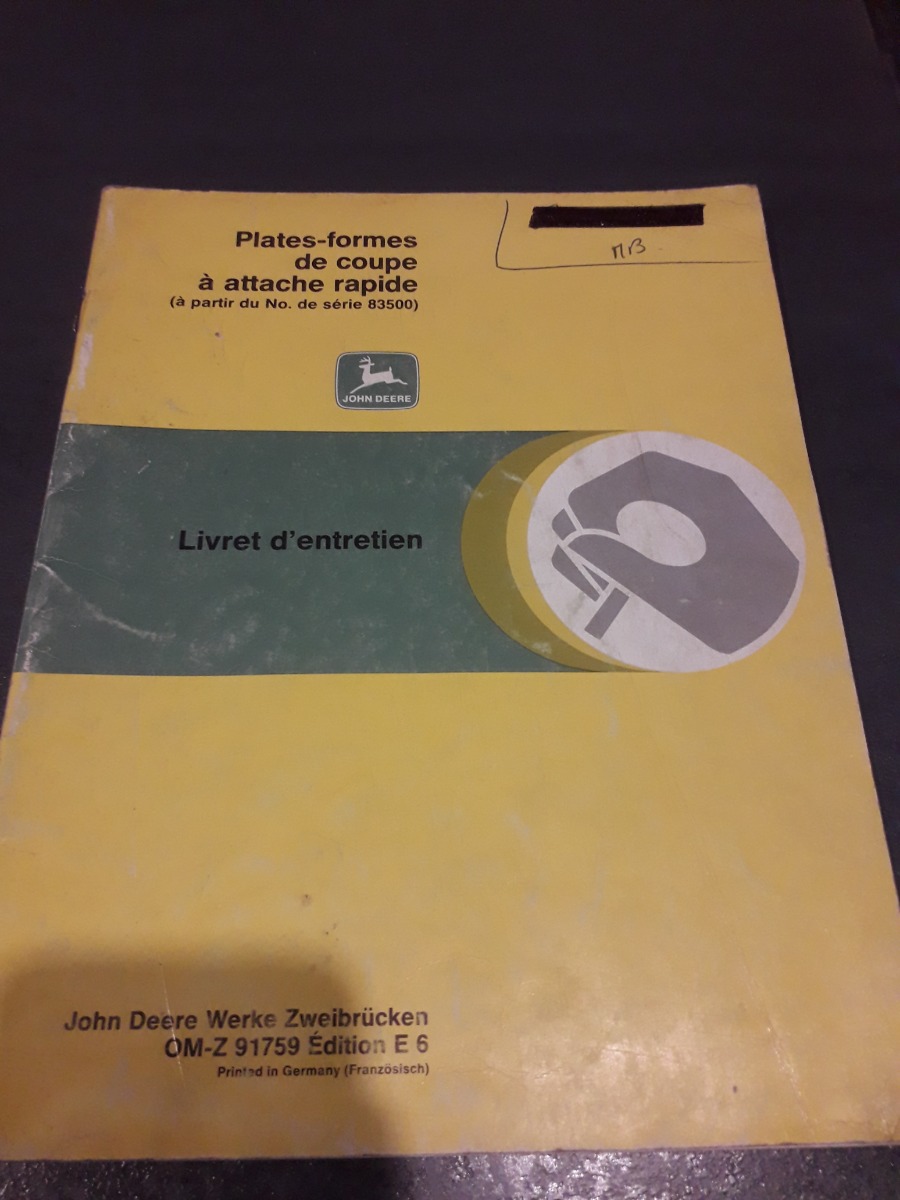 Plates-formes
de coupe
à attache rapide
(à partir du No. de série 83500)
MB
JOHN DEERE
Livret d'entretien
John Deere Werke Zweibrücken
OM-Z 91759 Édition E 6
Printed in Germany (Französisch)